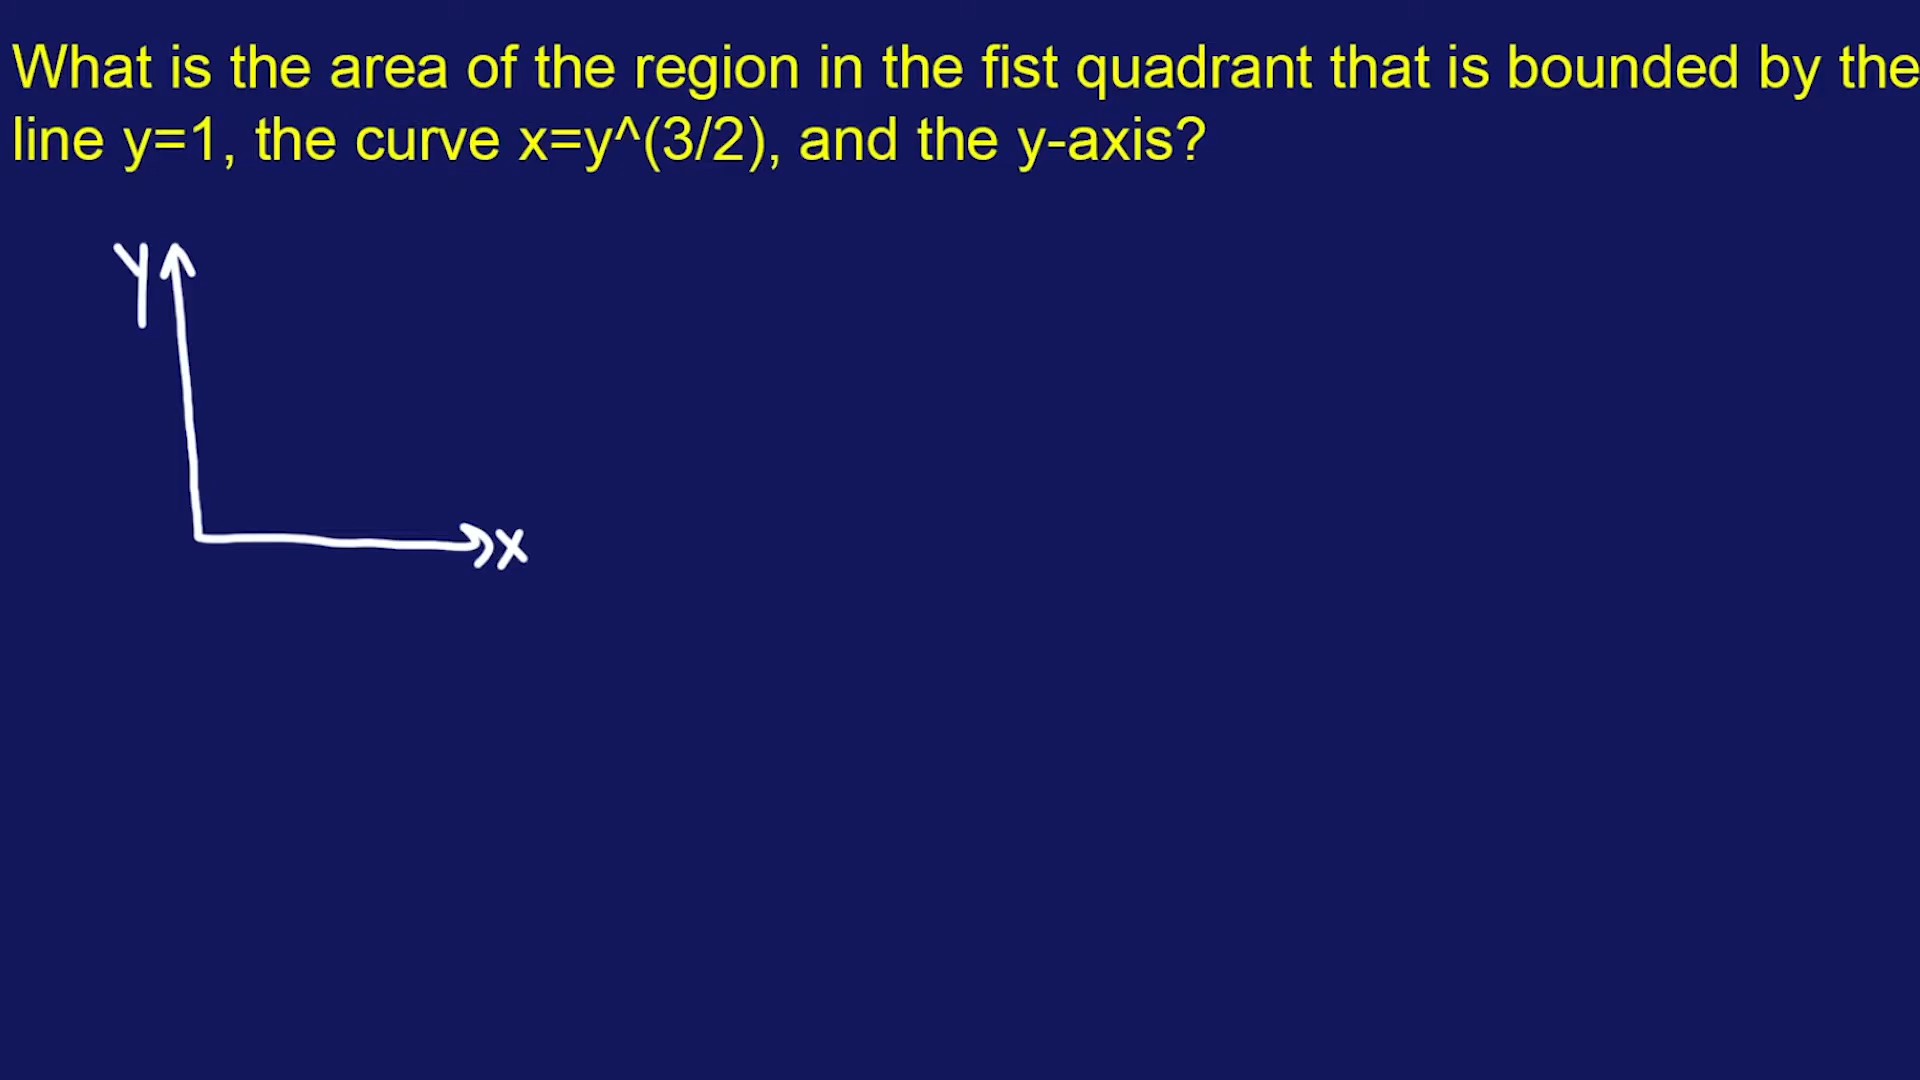 What is the area of the region in the fist quadrant that is bounded by the
line y=1, the curve x=y^(3/2), and the y-axis?
y
x